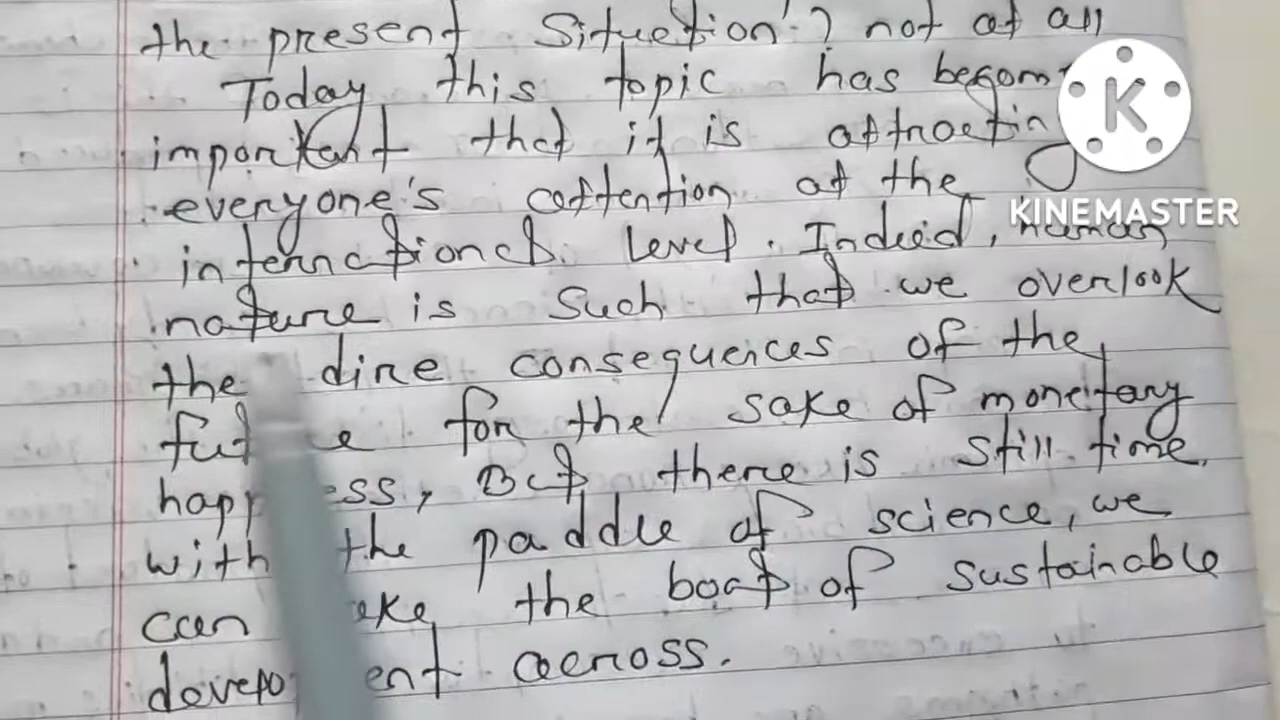 the present Situation? not at all
Today this topic has
important that it is
everyone's attention at the
international Level. Indeed, human
nature is Such that we overlook
the dire consequences of the
for the sake of monetary
But there is still time.
with the paddle of science, we
can the boat of sustainable
across.
K
KINEMASTER